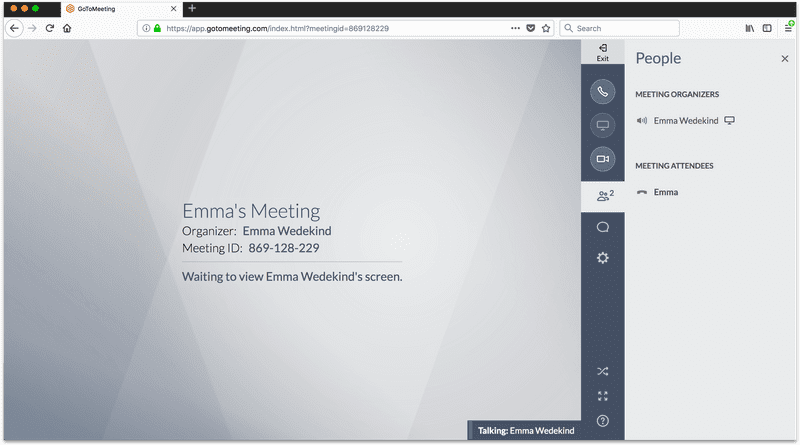 GoToMeeting
https://app.gotomeeting.com/index.html?meetingid=869128229
Search
Exit
People
MEETING ORGANIZERS
Emma Wedekind
MEETING ATTENDEES
2
Emma
Emma's Meeting
Organizer: Emma Wedekind
Meeting ID: 869-128-229
Waiting to view Emma Wedekind's screen.
Talking: Emma Wedekind